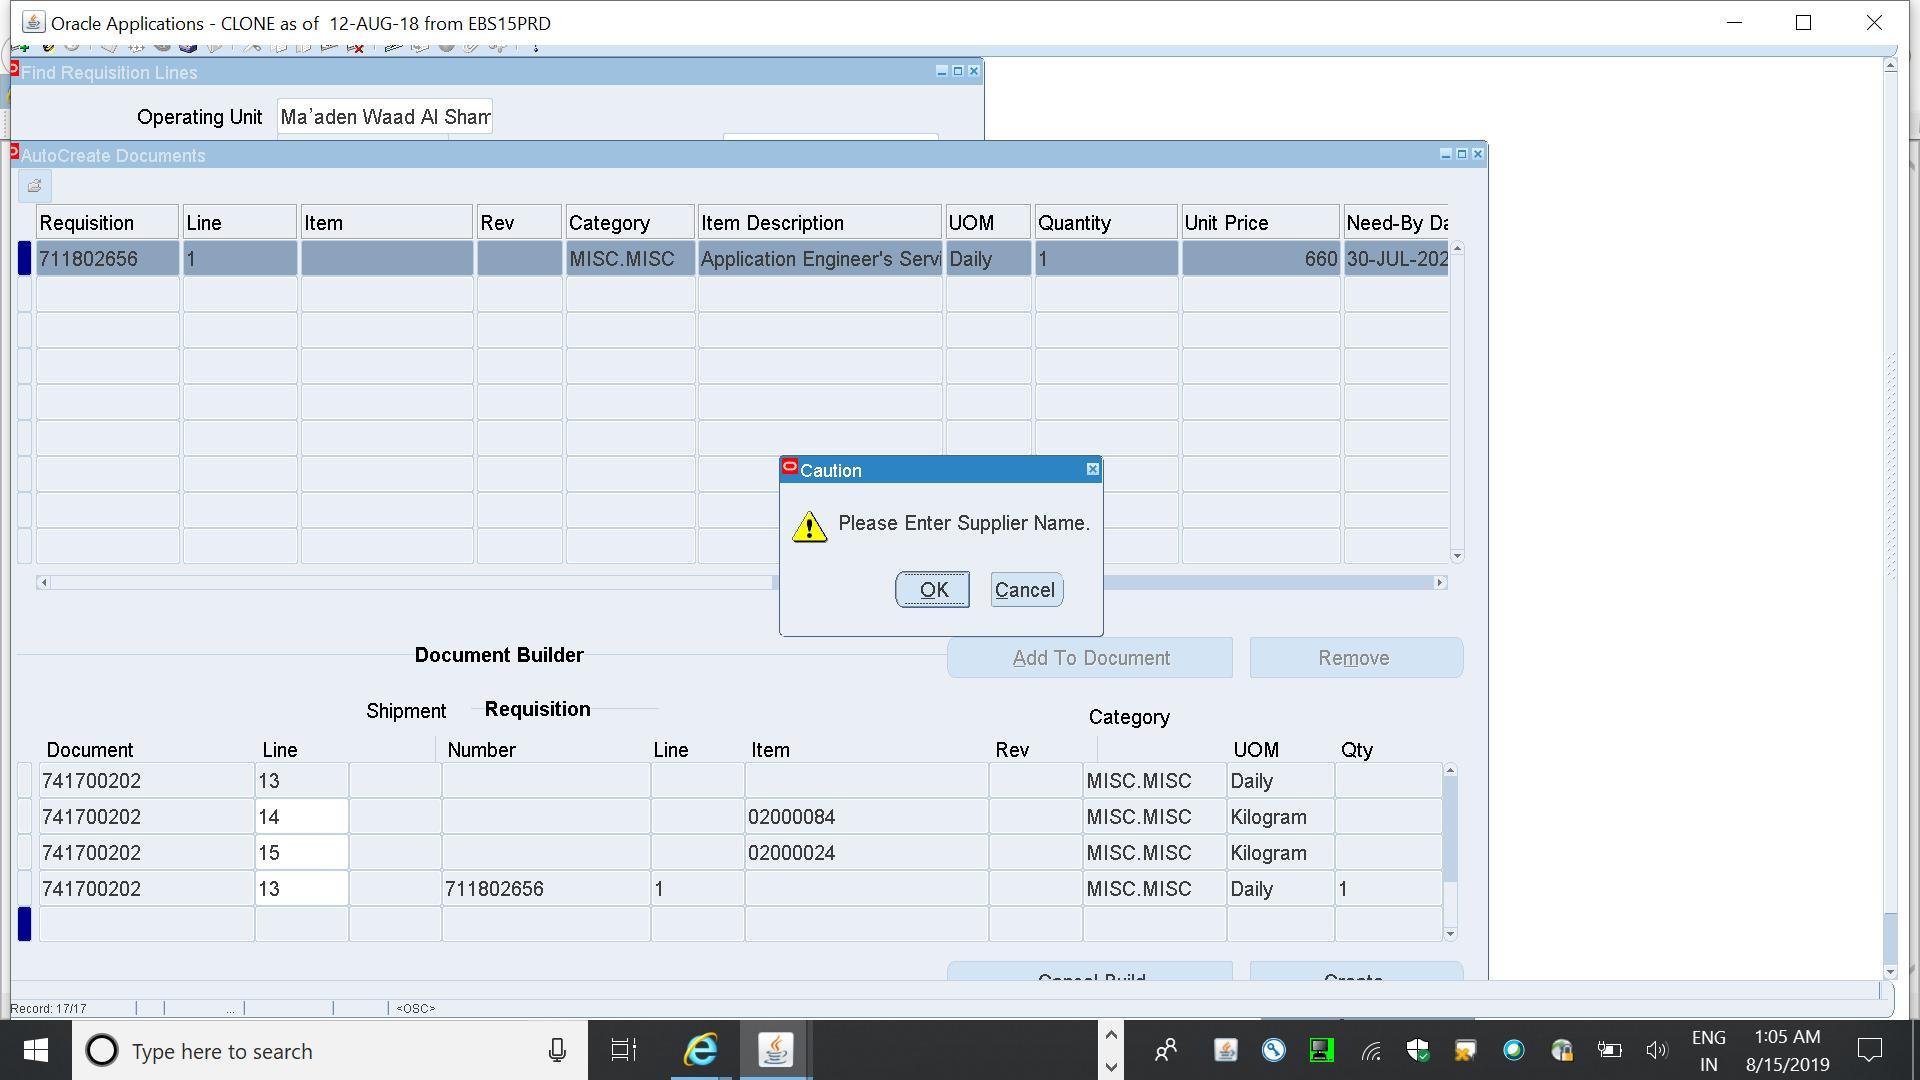 Oracle Applications - CLONE as of 12-AUG-18 from EBS15PRD
Find Requisition Lines
Operating Unit Ma'aden Waad Al Sham
AutoCreate Documents
Requisition Line Item Rev Category Item Description UOM Quantity Unit Price Need-By Da
711802656 1 MISC.MISC Application Engineer's Servi Daily 1 660 30-JUL-202
Caution
Please Enter Supplier Name.
OK Cancel
Document Builder Add To Document Remove
Shipment Requisition Category
Document Line Number Line Item Rev UOM Qty
741700202 13 MISC.MISC Daily
741700202 14 02000084 MISC.MISC Kilogram
741700202 15 02000024 MISC.MISC Kilogram
741700202 13 711802656 1 MISC.MISC Daily 1
Cancel Build Create
Record: 17/17 ... <OSC>
Type here to search
ENG 1:05 AM
IN 8/15/2019